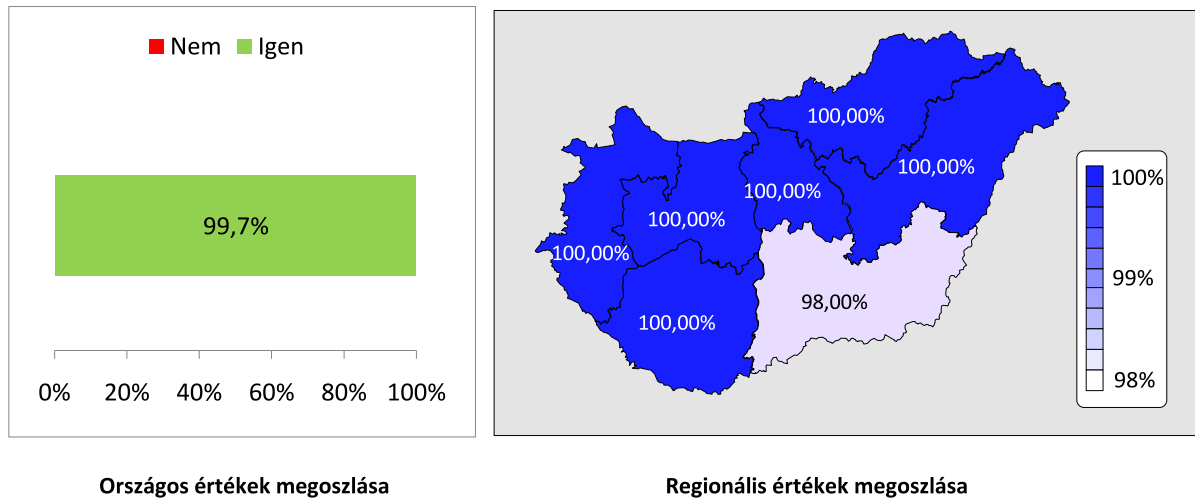 Nem Igen
99,7%
0% 20% 40% 60% 80% 100%
Országos értékek megoszlása
100,00%
100,00%
100,00%
100,00%
100,00%
98,00%
100,00%
100%
99%
98%
Regionális értékek megoszlása